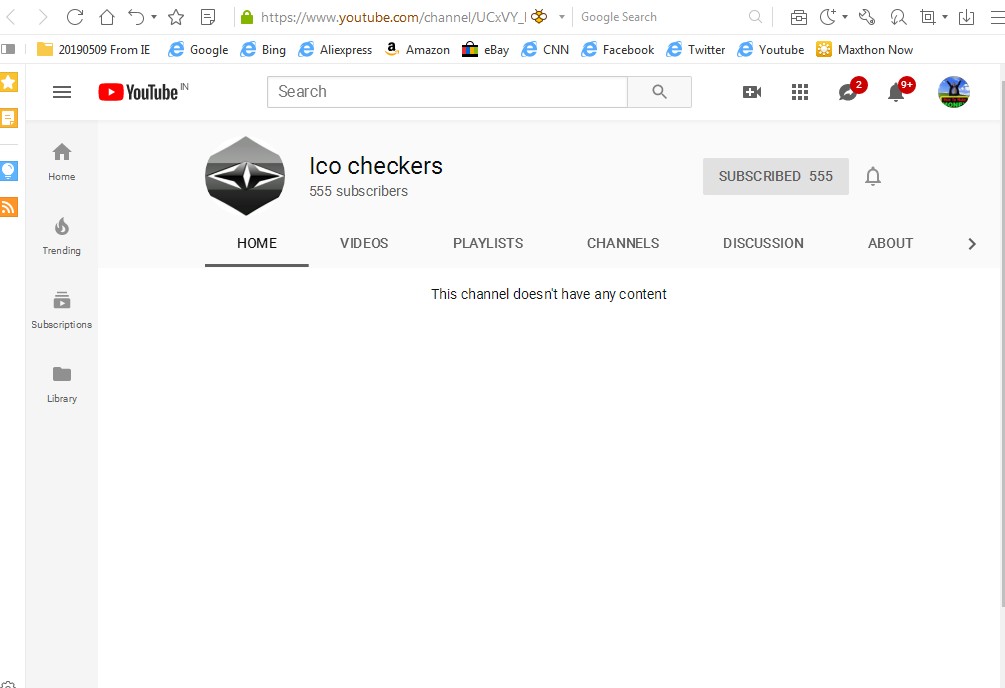 https://www.youtube.com/channel/UCxVY_I
Google Search
20190509 From IE
Google
Bing
Aliexpress
Amazon
eBay
CNN
Facebook
Twitter
Youtube
Maxthon Now
YouTube IN
Search
2
9+
Home
Trending
Subscriptions
Library
Ico checkers
555 subscribers
SUBSCRIBED 555
HOME
VIDEOS
PLAYLISTS
CHANNELS
DISCUSSION
ABOUT
This channel doesn't have any content